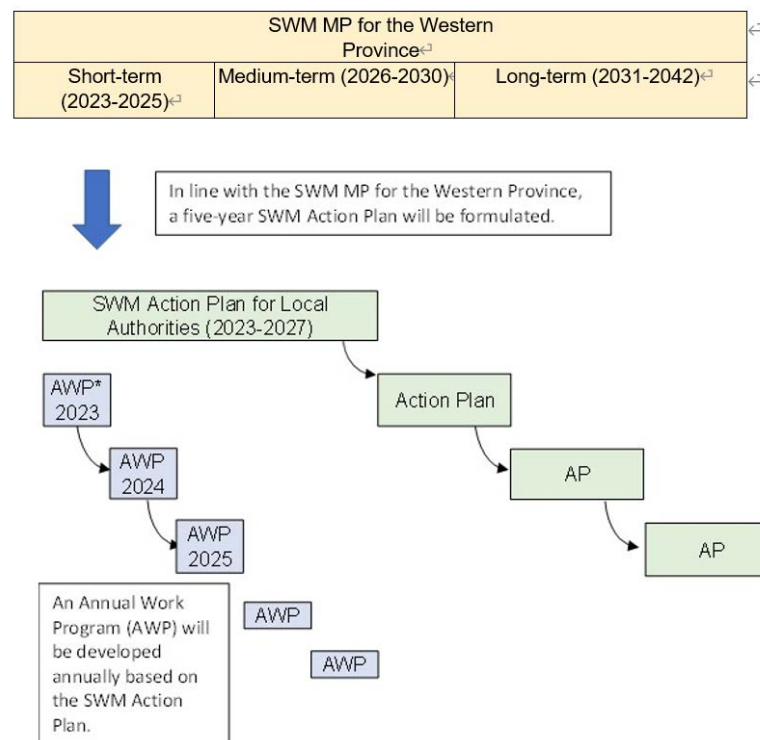 SWM MP for the Western
Province
Short-term
(2023-2025)
Medium-term (2026-2030)
Long-term (2031-2042)
In line with the SWM MP for the Western Province,
a five-year SWM Action Plan will be formulated.
SWM Action Plan for Local
Authorities (2023-2027)
AWP*
2023
Action Plan
AWP
2024
AP
AWP
2025
AP
An Annual Work
Program (AWP) will
be developed
annually based on
the SWM Action
Plan.
AWP
AWP